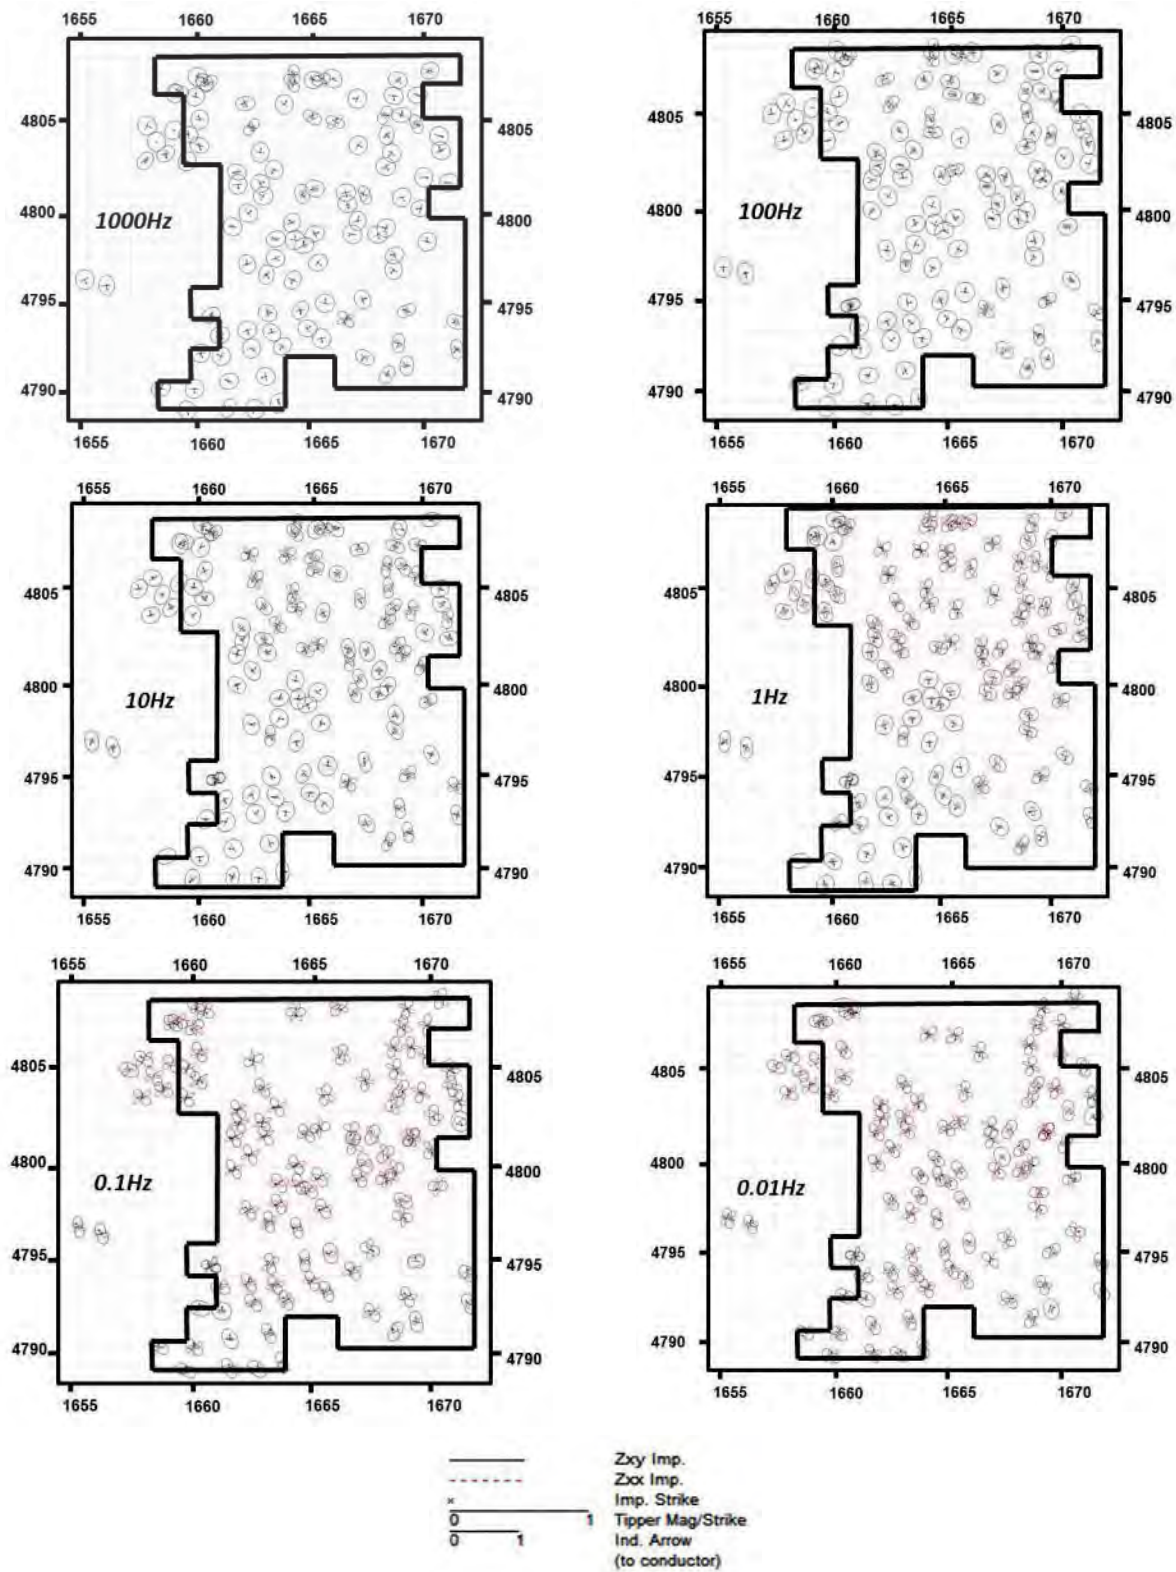 1655 1660 1665 1670
1655 1660 1665 1670
4805 4805
4805 4805
4800 4800
4800 4800
1000Hz
100Hz
4795 4795
4795 4795
4790 4790
4790 4790
1655 1660 1665 1670
1655 1660 1665 1670
1655 1660 1665 1670
1655 1660 1665 1670
4805 4805
4805 4805
4800 4800
4800 4800
10Hz
1Hz
4795 4795
4795 4795
4790 4790
4790 4790
1655 1660 1665 1670
1655 1660 1665 1670
1655 1660 1665 1670
1655 1660 1665 1670
4805 4805
4805 4805
4800 4800
4800 4800
0.1Hz
0.01Hz
4795 4795
4795 4795
4790 4790
4790 4790
1655 1660 1665 1670
1655 1660 1665 1670
Zxy Imp.
Zxx Imp.
× Imp. Strike
0 1 Tipper Mag/Strike
0 1 Ind. Arrow
(to conductor)